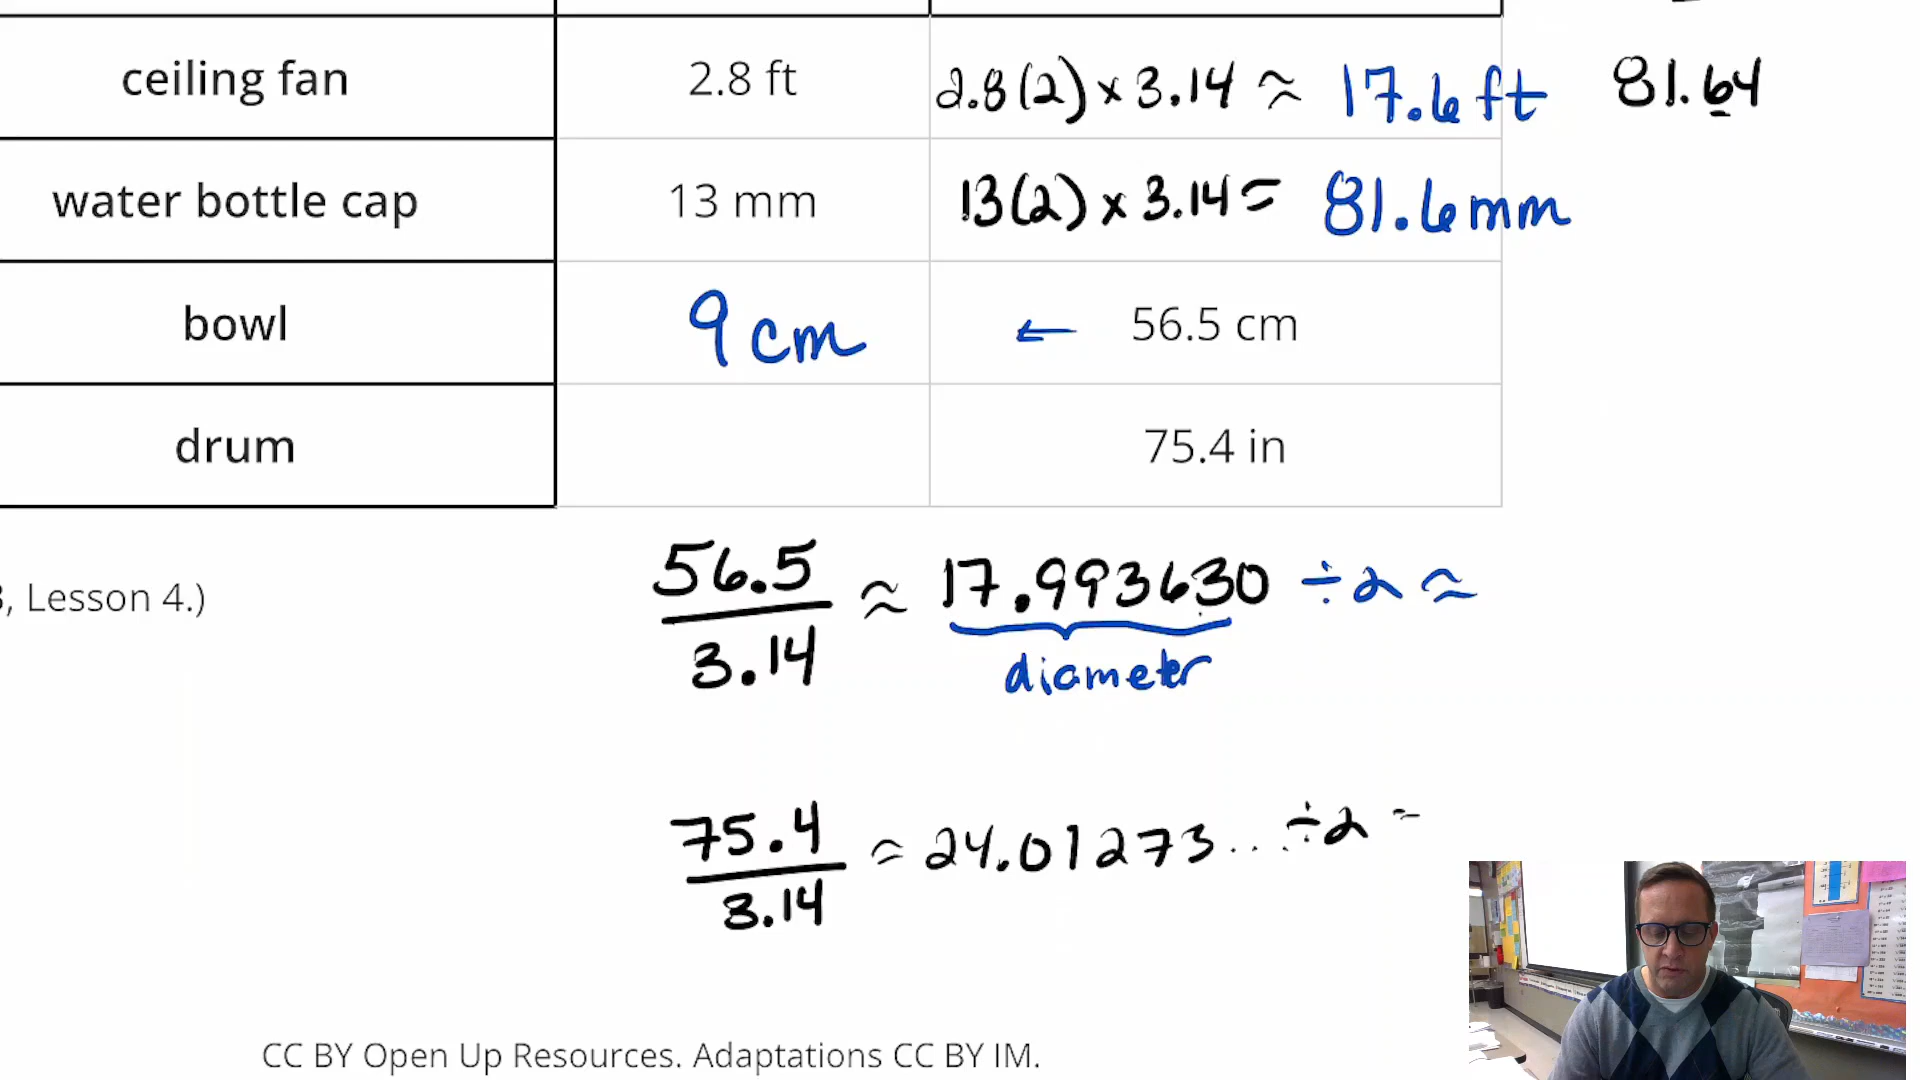 ceiling fan 2.8 ft 2.8(2) x 3.14 ≈ 17.6 ft 81.64
water bottle cap 13 mm 13(2) x 3.14 = 81.6 mm
bowl 9 cm ← 56.5 cm
drum 75.4 in
56.5
3.14 ≈ 17.993630 ÷2 ≈
, Lesson 4.)
diameter
75.4
3.14 ≈ 24.01273... ÷2 =
CC BY Open Up Resources. Adaptations CC BY IM.